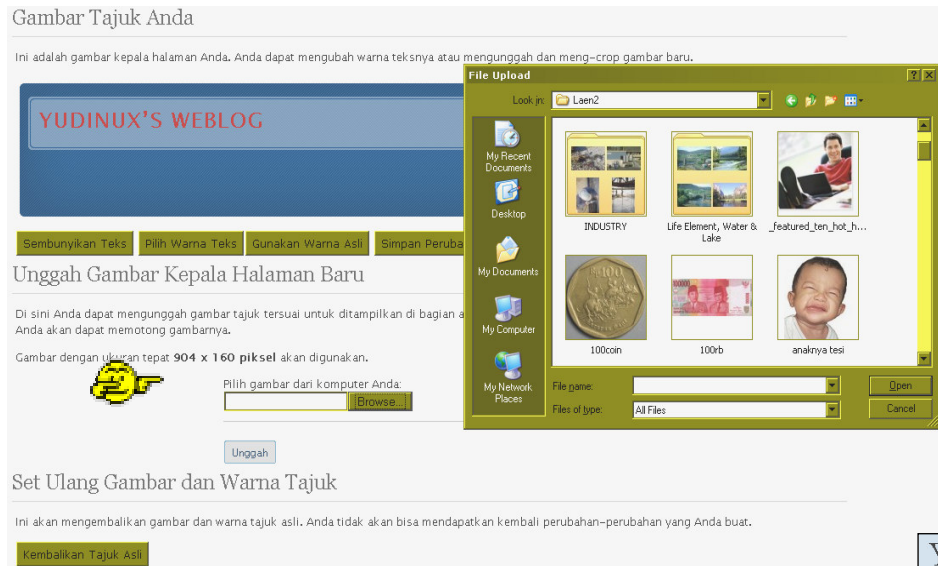 Gambar Tajuk Anda
Ini adalah gambar kepala halaman Anda. Anda dapat mengubah warna teksnya atau mengunggah dan meng-crop gambar baru.
YUDINUX'S WEBLOG
Sembunyikan Teks
Pilih Warna Teks
Gunakan Warna Asli
Simpan Peruba
Unggah Gambar Kepala Halaman Baru
Di sini Anda dapat mengunggah gambar tajuk tersuai untuk ditampilkan di bagian a
Anda akan dapat memotong gambarnya.
Gambar dengan ukuran tepat 904 x 160 piksel akan digunakan.
Pilih gambar dari komputer Anda:
Browse...
Unggah
Set Ulang Gambar dan Warna Tajuk
Ini akan mengembalikan gambar dan warna tajuk asli. Anda tidak akan bisa mendapatkan kembali perubahan-perubahan yang Anda buat.
Kembalikan Tajuk Asli
File Upload
Look in:
Laen2
My Recent
Documents
Desktop
My Documents
My Computer
My Network
Places
INDUSTRY
Life Element, Water &
Lake
_featured_ten_hot_h...
100coin
100rb
anaknya tesi
File name:
Open
Files of type:
All Files
Cancel